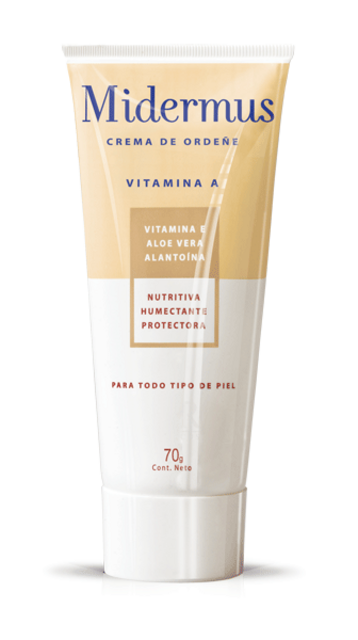 Midermus
CREMA DE ORDEÑE
VITAMINA A
VITAMINA E
ALOE VERA
ALANTOÍNA
NUTRITIVA
HUMECTANTE
PROTECTORA
PARA TODO TIPO DE PIEL
70g
Cont. Neto